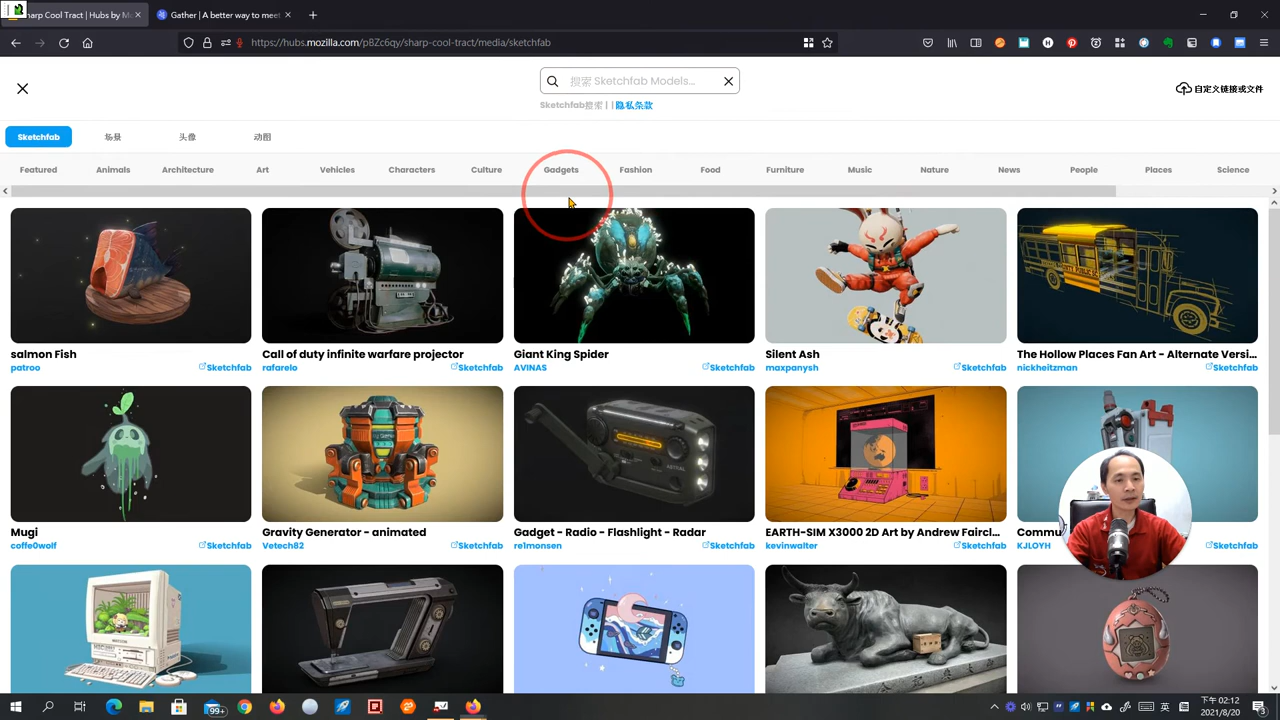 Sharp Cool Tract | Hubs by Mo
Gather | A better way to meet
https://hubs.mozilla.com/pBZc6qy/sharp-cool-tract/media/sketchfab
搜索 Sketchfab Models...
Sketchfab搜索 | | 隐私条款
自定义链接或文件
Sketchfab
场景
头像
动图
Featured
Animals
Architecture
Art
Vehicles
Characters
Culture
Gadgets
Fashion
Food
Furniture
Music
Nature
News
People
Places
Science
salmon Fish
patroo
Sketchfab
Call of duty infinite warfare projector
rafarelo
Sketchfab
Giant King Spider
AVINAS
Sketchfab
Silent Ash
maxpanysh
Sketchfab
The Hollow Places Fan Art - Alternate Versi...
nickheitzman
Sketchfab
Mugi
coffe0wolf
Sketchfab
Gravity Generator - animated
Vetech82
Sketchfab
Gadget - Radio - Flashlight - Radar
re1monsen
Sketchfab
EARTH-SIM X3000 2D Art by Andrew Faircl...
kevinwalter
Sketchfab
Commu
KJLOYH
Sketchfab
99+
英
下午 02:12
2021/8/20